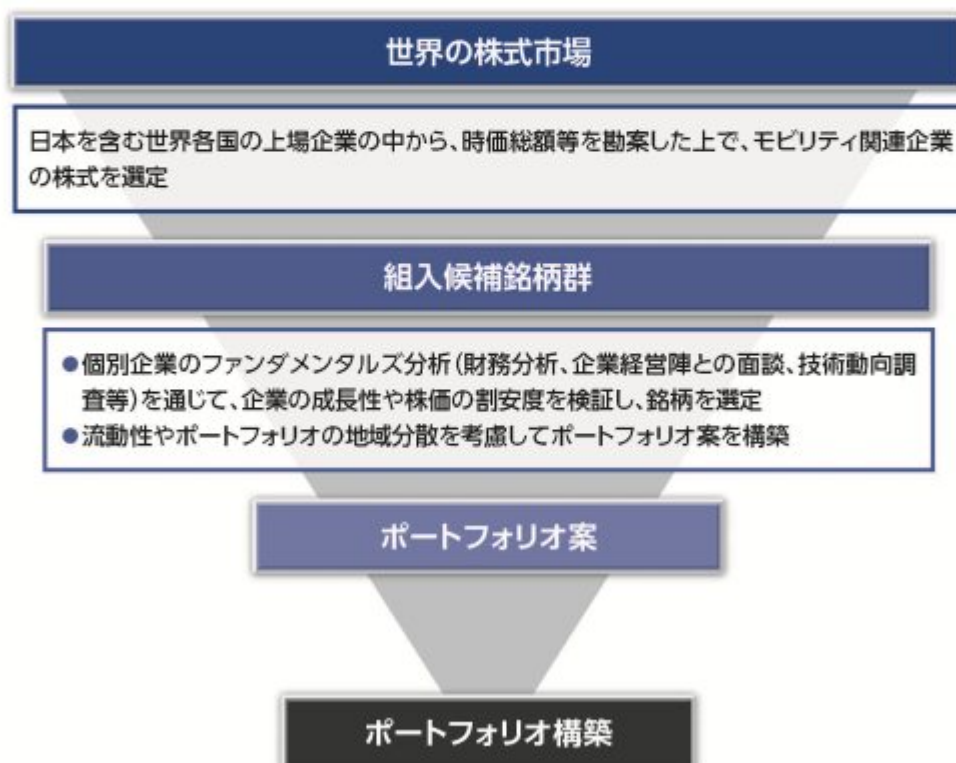 世界の株式市場
日本を含む世界各国の上場企業の中から、時価総額等を勘案した上で、モビリティ関連企業
の株式を選定
組入候補銘柄群
●個別企業のファンダメンタルズ分析(財務分析、企業経営陣との面談、技術動向調
査等)を通じて、企業の成長性や株価の割安度を検証し、銘柄を選定
●流動性やポートフォリオの地域分散を考慮してポートフォリオ案を構築
ポートフォリオ案
ポートフォリオ構築